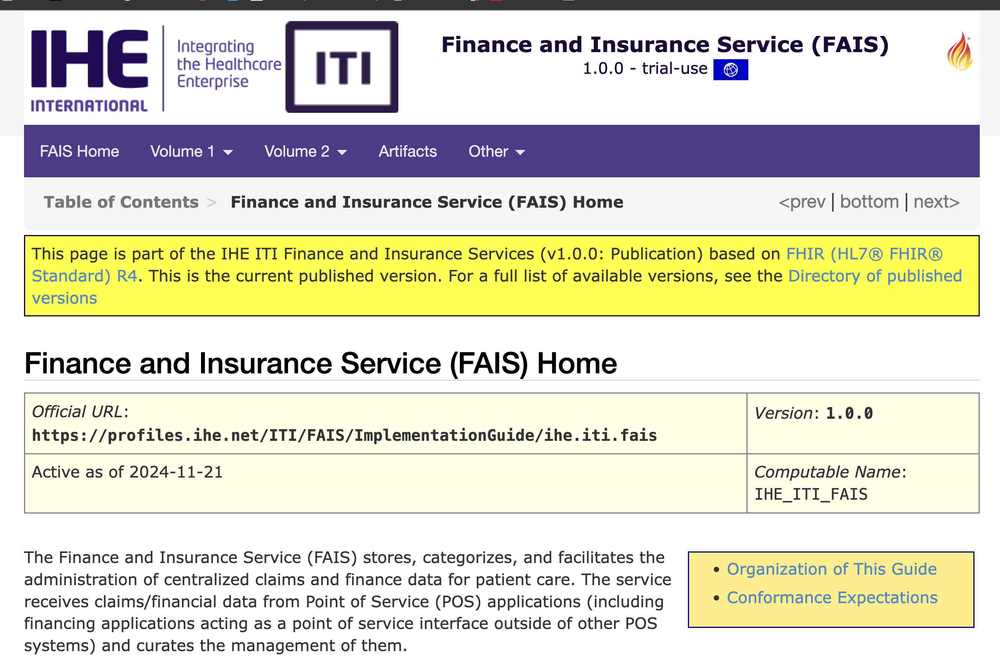 IHE
INTERNATIONAL
Integrating
the Healthcare
Enterprise
ITI
Finance and Insurance Service (FAIS)
1.0.0 - trial-use
®
FAIS Home Volume 1 Volume 2 Artifacts Other
Table of Contents > Finance and Insurance Service (FAIS) Home <prev | bottom | next>
This page is part of the IHE ITI Finance and Insurance Services (v1.0.0: Publication) based on FHIR (HL7® FHIR®
Standard) R4. This is the current published version. For a full list of available versions, see the Directory of published
versions
Finance and Insurance Service (FAIS) Home
Official URL:
https://profiles.ihe.net/ITI/FAIS/ImplementationGuide/ihe.iti.fais
Version: 1.0.0
Active as of 2024-11-21
Computable Name:
IHE_ITI_FAIS
The Finance and Insurance Service (FAIS) stores, categorizes, and facilitates the
administration of centralized claims and finance data for patient care. The service
receives claims/financial data from Point of Service (POS) applications (including
financing applications acting as a point of service interface outside of other POS
systems) and curates the management of them.
• Organization of This Guide
• Conformance Expectations